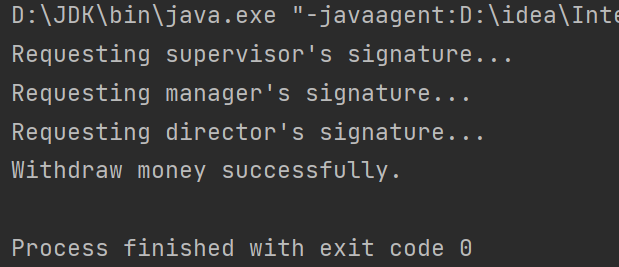 D:\JDK\bin\java.exe "-javaagent:D:\idea\Inte
Requesting supervisor's signature...
Requesting manager's signature...
Requesting director's signature...
Withdraw money successfully.
Process finished with exit code 0